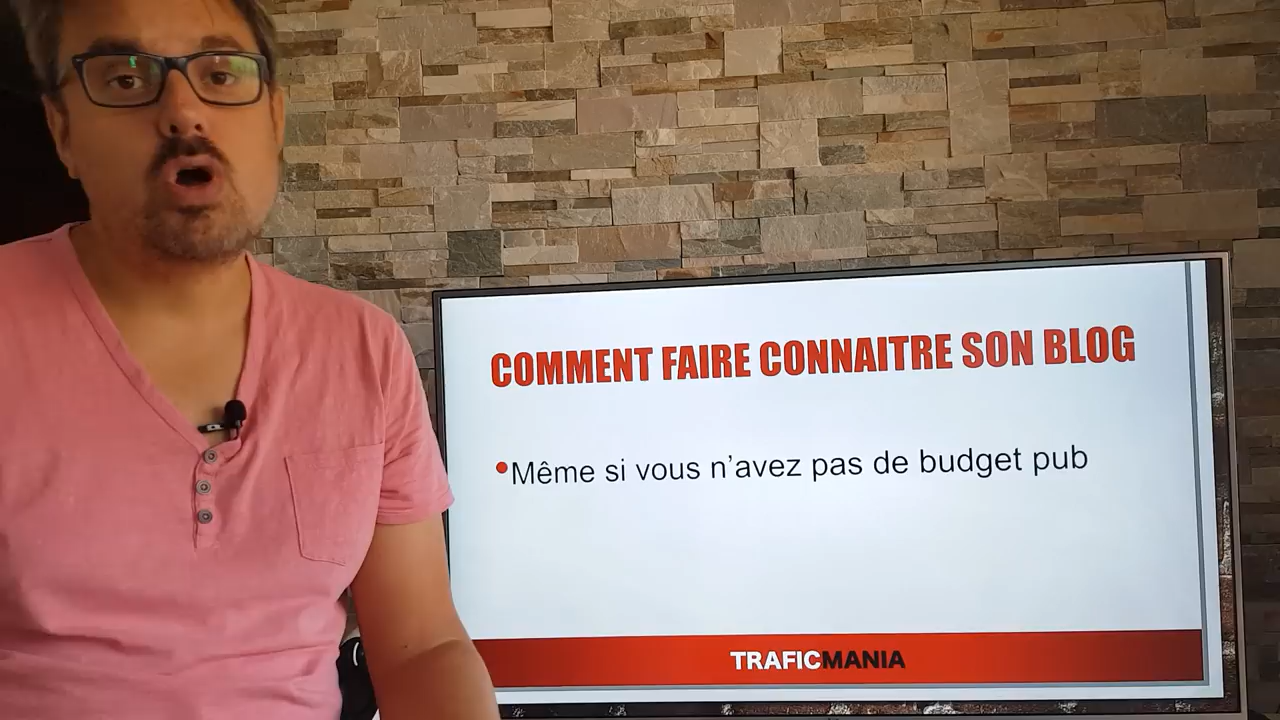 COMMENT FAIRE CONNAITRE SON BLOG
•Même si vous n'avez pas de budget pub
TRAFICMANIA